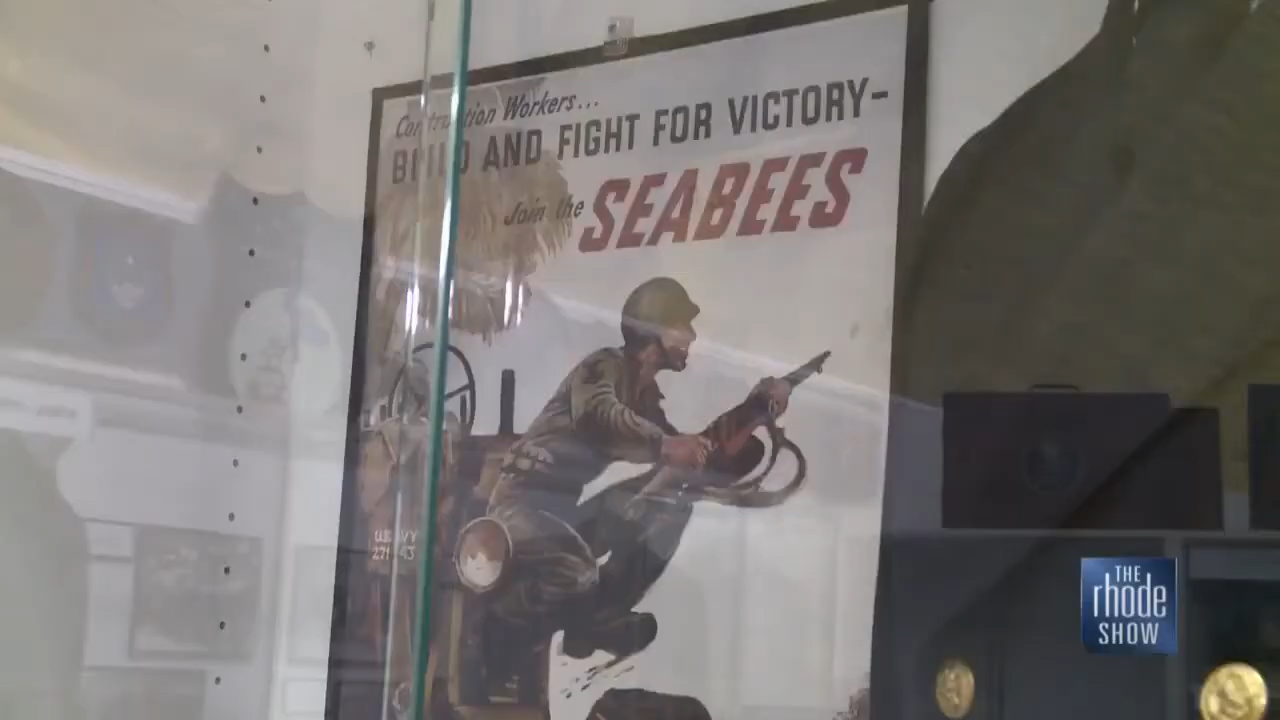 Construction Workers...
BUILD AND FIGHT FOR VICTORY-
Join the
SEABEES
THE
rhode
SHOW